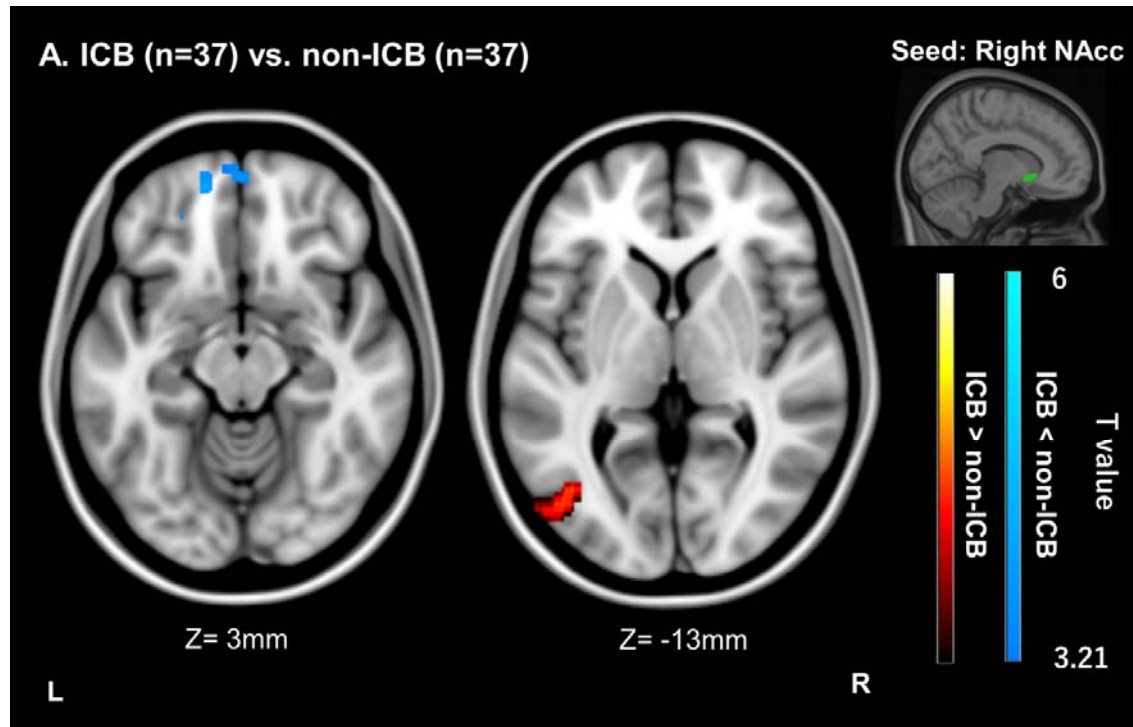 A. ICB (n=37) vs. non-ICB (n=37)
Seed: Right NAcc
6
ICB > non-ICB
ICB < non-ICB
T value
3.21
Z= 3mm
Z= -13mm
L
R